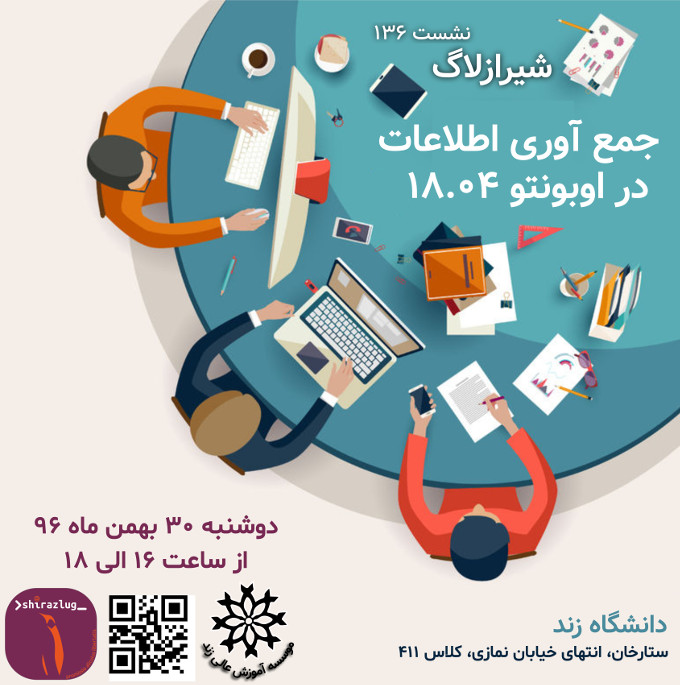 نشست ۱۳۶
شیرازلاگ
جمع آوری اطلاعات
در اوبونتو ۱۸.۰۴
دوشنبه ۳۰ بهمن ماه ۹۶
از ساعت ۱۶ الی ۱۸
>shirazlug_
موسسه آموزش عالی زند
دانشگاه زند
ستارخان، انتهای خیابان نمازی، کلاس ۴۱۱